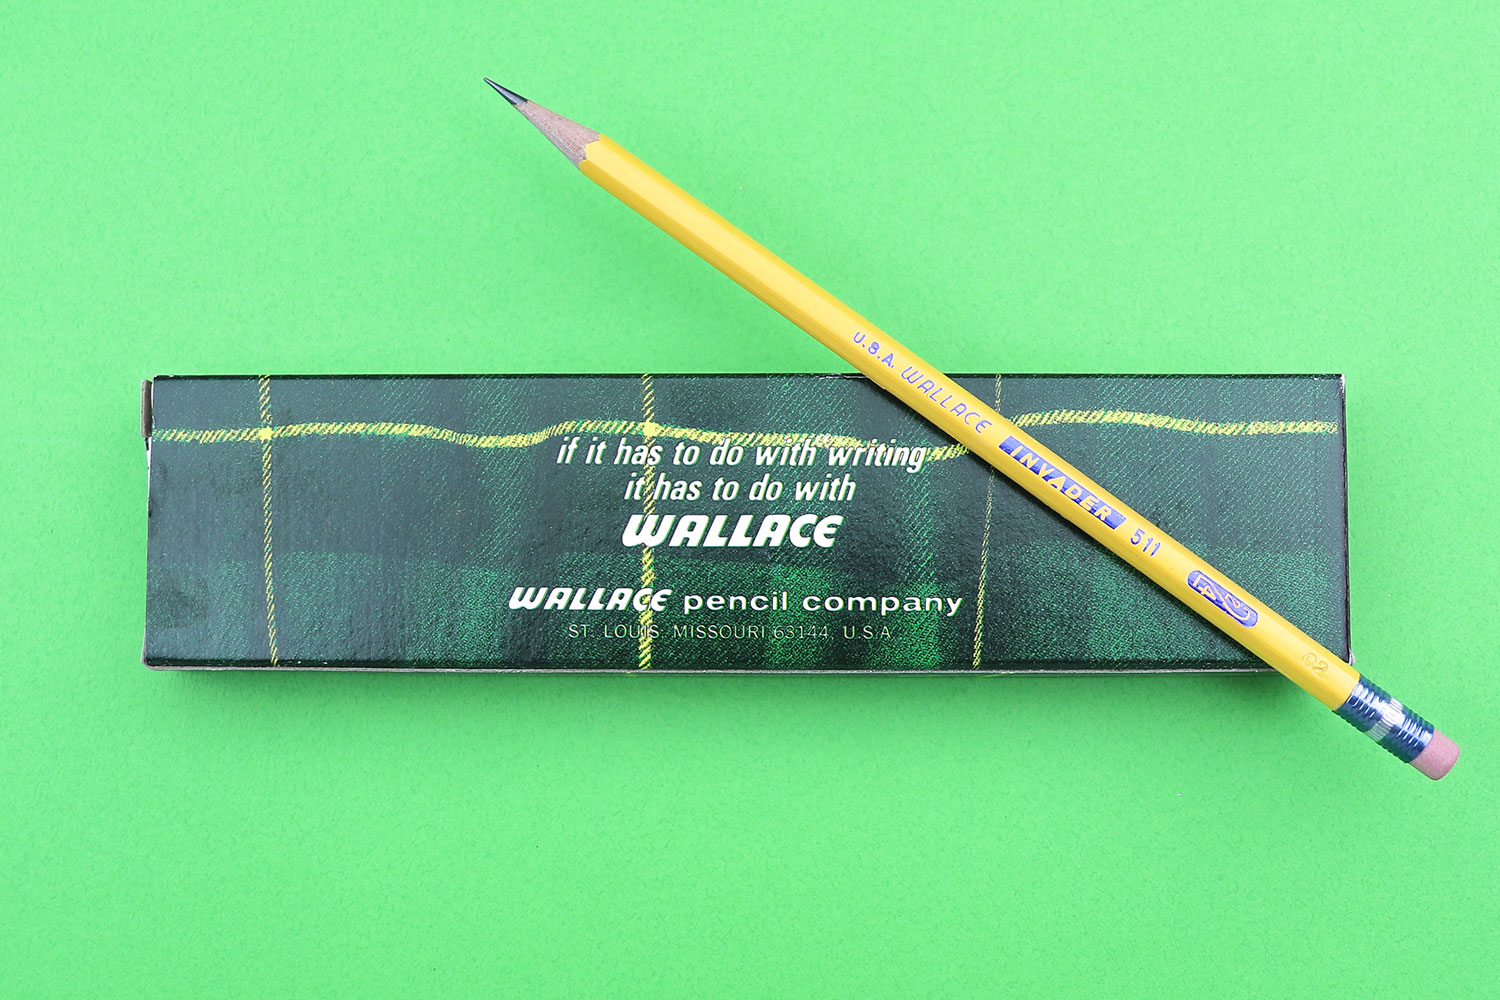 if it has to do with writing
it has to do with
WALLACE
WALLACE pencil company
ST. LOUIS MISSOURI 63144 U.S.A
U.S.A. WALLACE INVADER 511